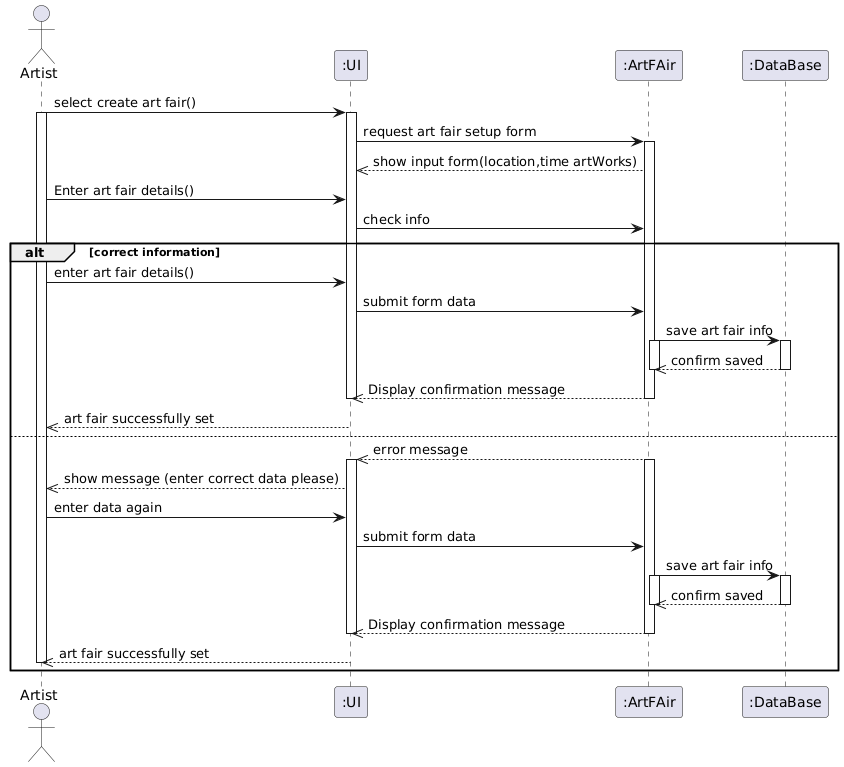 Artist
:UI
:ArtFAir
:DataBase
select create art fair()
request art fair setup form
show input form(location,time artWorks)
Enter art fair details()
check info
alt [correct information]
enter art fair details()
submit form data
save art fair info
confirm saved
Display confirmation message
art fair successfully set
error message
show message (enter correct data please)
enter data again
submit form data
save art fair info
confirm saved
Display confirmation message
art fair successfully set
Artist
:UI
:ArtFAir
:DataBase